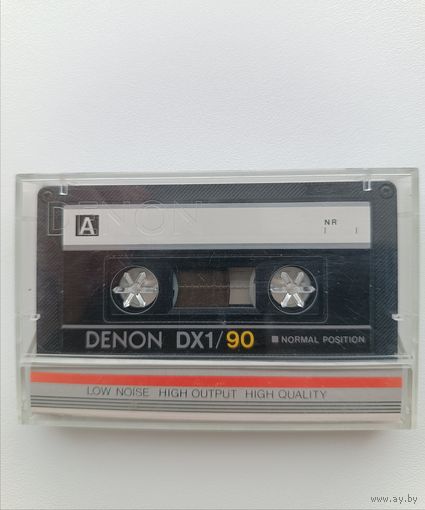 DENON
A
NR
I I
DENON DX1/90 NORMAL POSITION
LOW NOISE HIGH OUTPUT HIGH QUALITY
www.ay.by